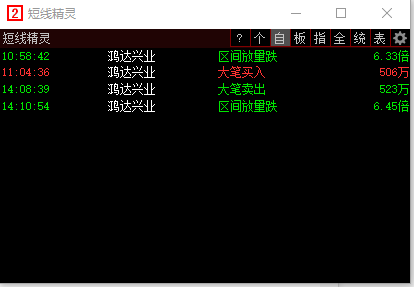 2 短线精灵
短线精灵 ? 个 自 板 指 全 统 表
10:58:42 鸿达兴业 区间放量跌 6.33倍
11:04:36 鸿达兴业 大笔买入 506万
14:08:39 鸿达兴业 大笔卖出 523万
14:10:54 鸿达兴业 区间放量跌 6.45倍